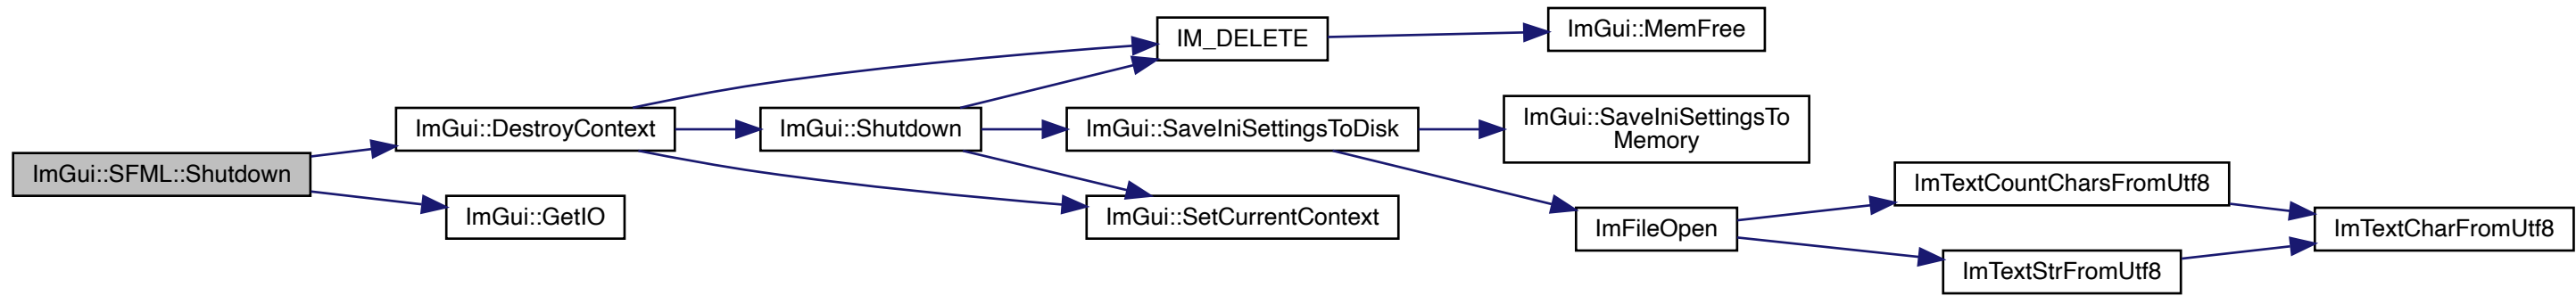 ImGui::SFML::Shutdown
ImGui::DestroyContext
ImGui::GetIO
ImGui::Shutdown
IM_DELETE
ImGui::SaveIniSettingsToDisk
ImGui::SetCurrentContext
ImGui::MemFree
ImGui::SaveIniSettingsTo
Memory
ImFileOpen
ImTextCountCharsFromUtf8
ImTextStrFromUtf8
ImTextCharFromUtf8